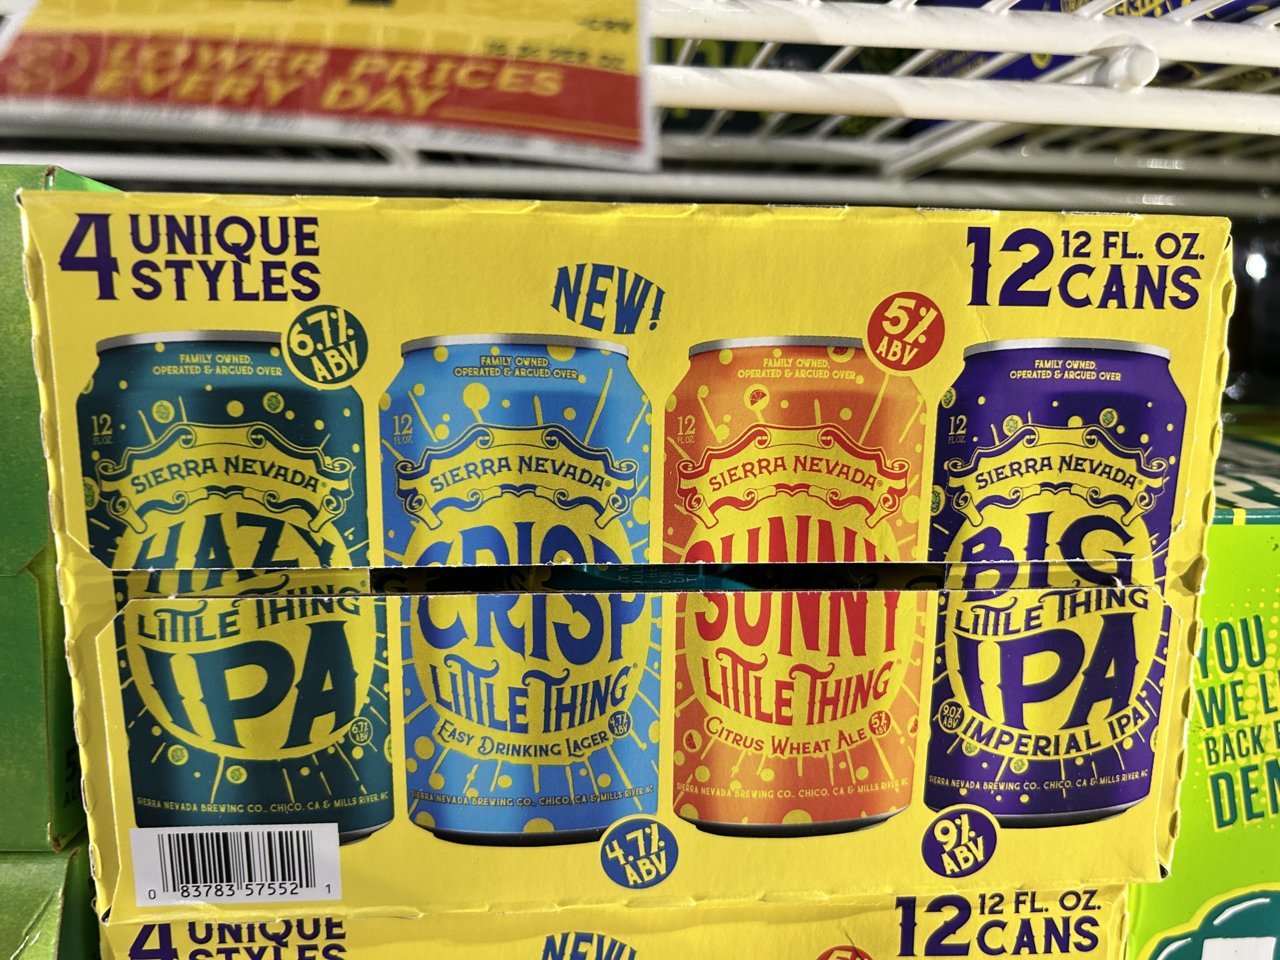 LOWER PRICES
EVERY DAY
4 UNIQUE
STYLES
NEW!
12 12 FL. OZ.
CANS
6.7% ABV
5% ABV
FAMILY OWNED,
OPERATED & ARGUED OVER
12
FL OZ
SIERRA NEVADA®
HAZY
LITTLE THING
IPA
6.7% ABV
SIERRA NEVADA BREWING CO., CHICO, CA & MILLS RIVER, NC
FAMILY OWNED,
OPERATED & ARGUED OVER
12
FL OZ
SIERRA NEVADA®
CRISP
LITTLE THING®
EASY DRINKING LAGER
4.7% ABV
SIERRA NEVADA BREWING CO., CHICO, CA & MILLS RIVER, NC
4.7% ABV
FAMILY OWNED,
OPERATED & ARGUED OVER
12
FL OZ
SIERRA NEVADA®
SUNNY
LITTLE THING®
CITRUS WHEAT ALE
5% ABV
SIERRA NEVADA BREWING CO., CHICO, CA & MILLS RIVER, NC
FAMILY OWNED,
OPERATED & ARGUED OVER
12
FL OZ
SIERRA NEVADA®
BIG
LITTLE THING
IPA
9.0% ABV
IMPERIAL IPA
SIERRA NEVADA BREWING CO., CHICO, CA & MILLS RIVER, NC
9% ABV
0 83783 57552 1
4 UNIQUE
STYLES
NEW!
12 12 FL. OZ.
CANS
YOU
WE
BACK